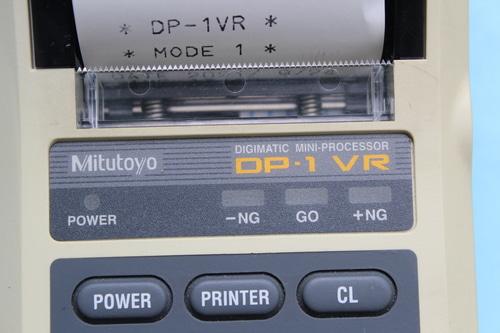 * DP-1VR *
* MODE 1 *
Mitutoyo
DIGIMATIC MINI-PROCESSOR
DP-1 VR
POWER
-NG GO +NG
POWER PRINTER CL